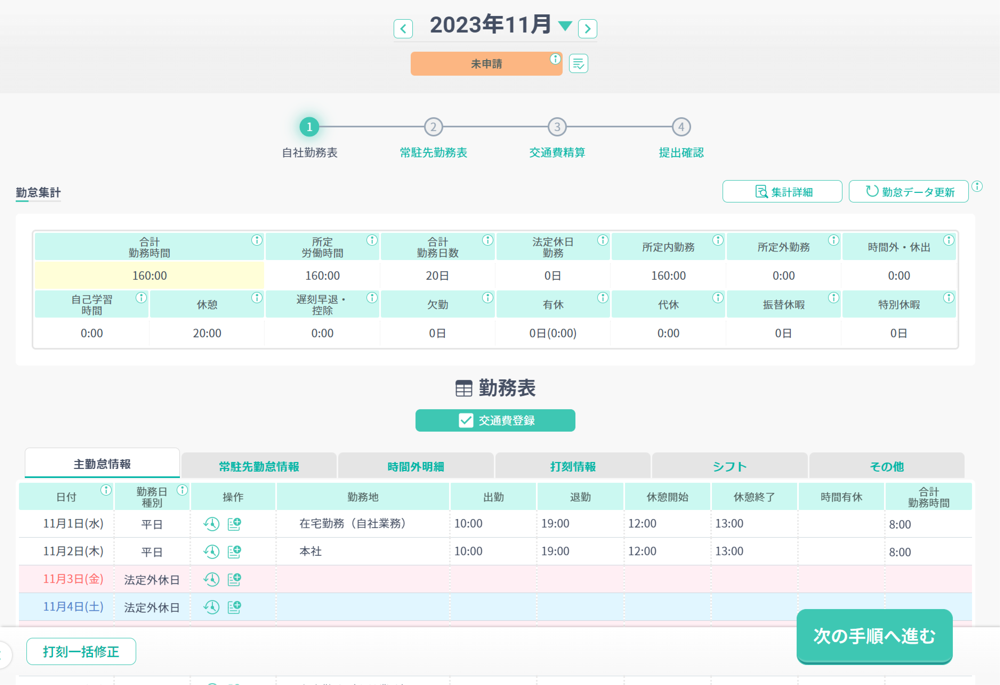 2023年11月
未申請
1 2 3 4
自社勤務表 常駐先勤務表 交通費精算 提出確認
勤怠集計 集計詳細 勤怠データ更新
合計
勤務時間
所定
労働時間
合計
勤務日数
法定休日
勤務
所定内勤務
所定外勤務
時間外・休出
160:00 160:00 20日 0日 160:00 0:00 0:00
自己学習
時間
休憩
遅刻早退・
控除
欠勤
有休
代休
振替休暇
特別休暇
0:00 20:00 0:00 0日 0日(0:00) 0:00 0日 0日
勤務表
交通費登録
主勤怠情報 常駐先勤怠情報 時間外明細 打刻情報 シフト その他
日付
勤務日
種別
操作
勤務地
出勤
退勤
休憩開始
休憩終了
時間有休
合計
勤務時間
11月1日(水) 平日 在宅勤務（自社業務） 10:00 19:00 12:00 13:00 8:00
11月2日(木) 平日 本社 10:00 19:00 12:00 13:00 8:00
11月3日(金) 法定外休日
11月4日(土) 法定外休日
打刻一括修正 次の手順へ進む